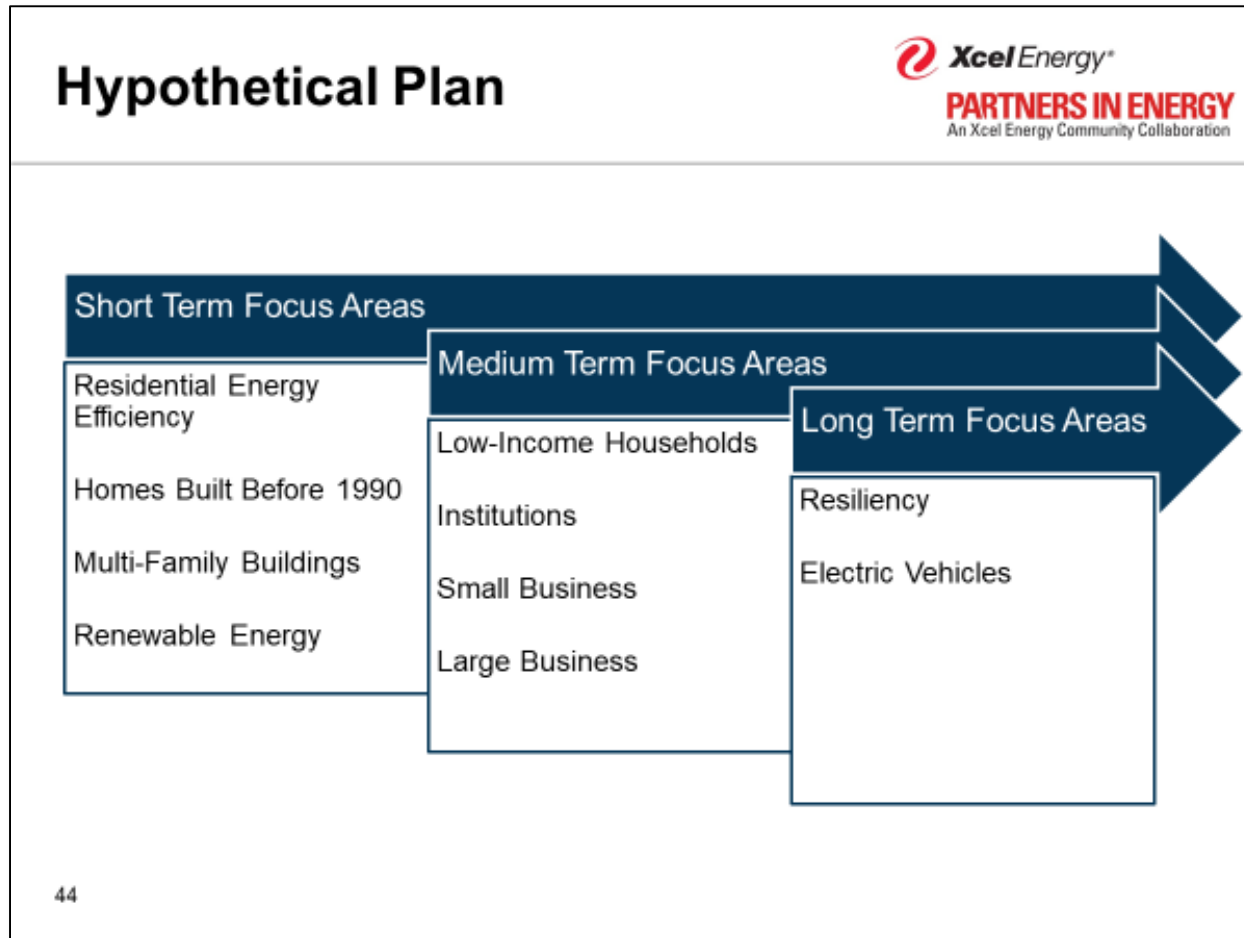 Hypothetical Plan
Xcel Energy®
PARTNERS IN ENERGY
An Xcel Energy Community Collaboration
Short Term Focus Areas
Residential Energy
Efficiency
Homes Built Before 1990
Multi-Family Buildings
Renewable Energy
Medium Term Focus Areas
Low-Income Households
Institutions
Small Business
Large Business
Long Term Focus Areas
Resiliency
Electric Vehicles
44